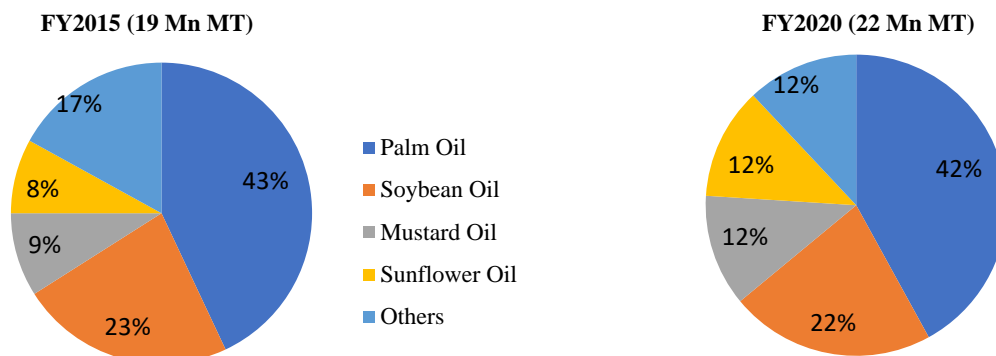 FY2015 (19 Mn MT)
17%
43%
8%
9%
23%
Palm Oil
Soybean Oil
Mustard Oil
Sunflower Oil
Others
FY2020 (22 Mn MT)
12%
42%
12%
12%
22%